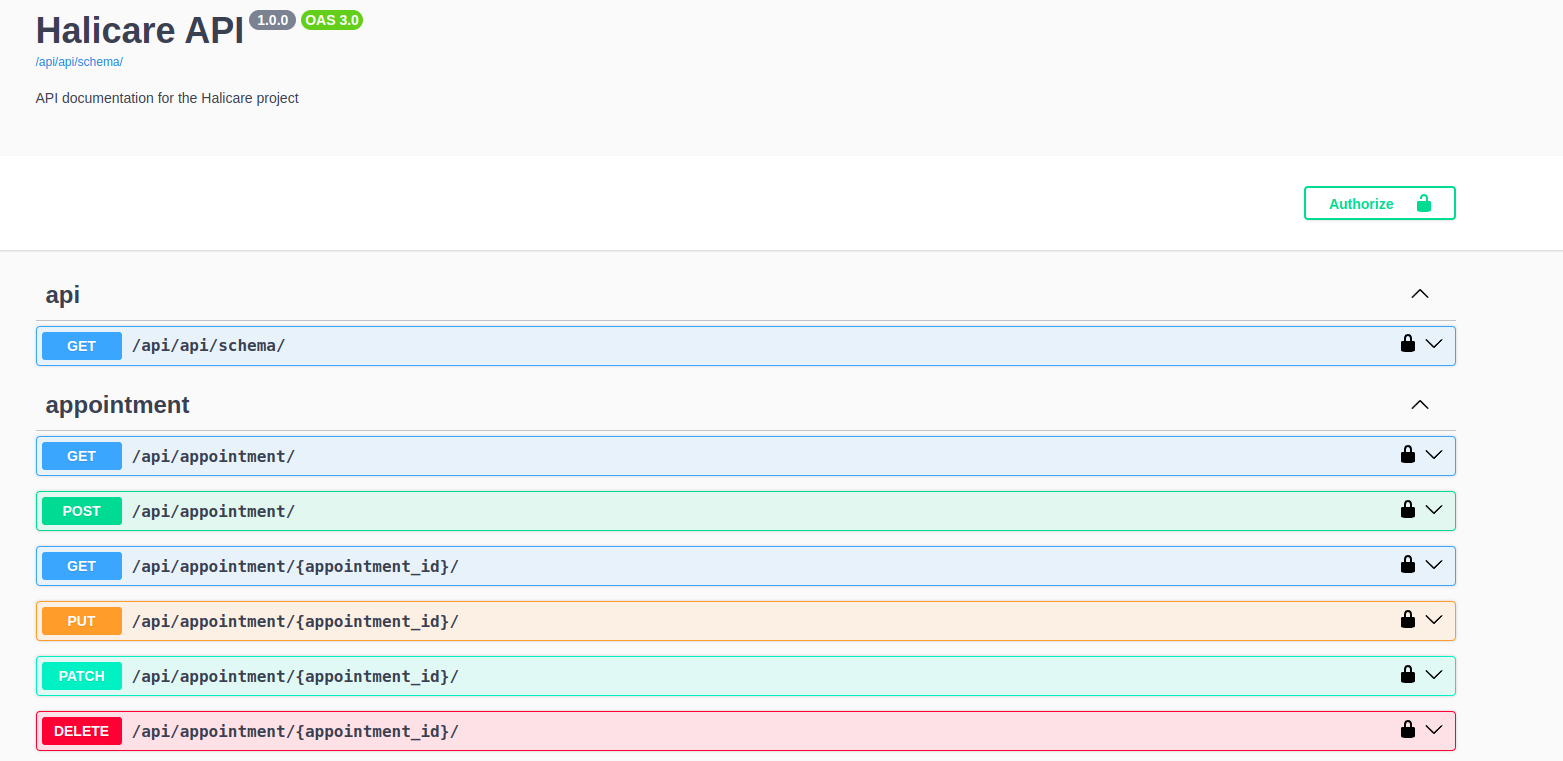 Halicare API 1.0.0 OAS 3.0
/api/api/schema/
API documentation for the Halicare project
Authorize
api
GET /api/api/schema/
appointment
GET /api/appointment/
POST /api/appointment/
GET /api/appointment/{appointment_id}/
PUT /api/appointment/{appointment_id}/
PATCH /api/appointment/{appointment_id}/
DELETE /api/appointment/{appointment_id}/